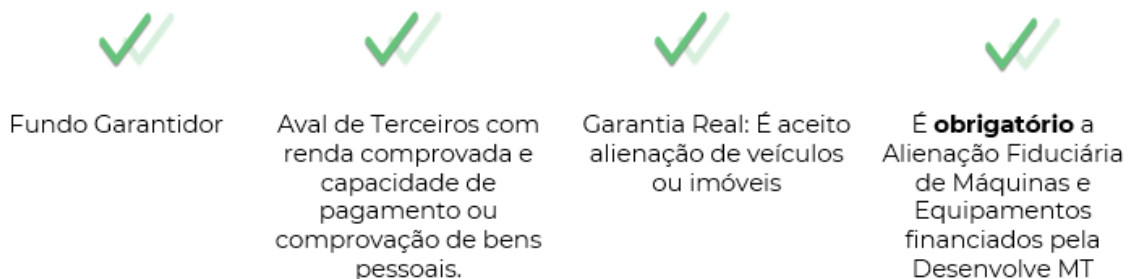 Fundo Garantidor
Aval de Terceiros com
renda comprovada e
capacidade de
pagamento ou
comprovação de bens
pessoais.
Garantia Real: É aceito
alienação de veículos
ou imóveis
É obrigatório a
Alienação Fiduciária
de Máquinas e
Equipamentos
financiados pela
Desenvolve MT